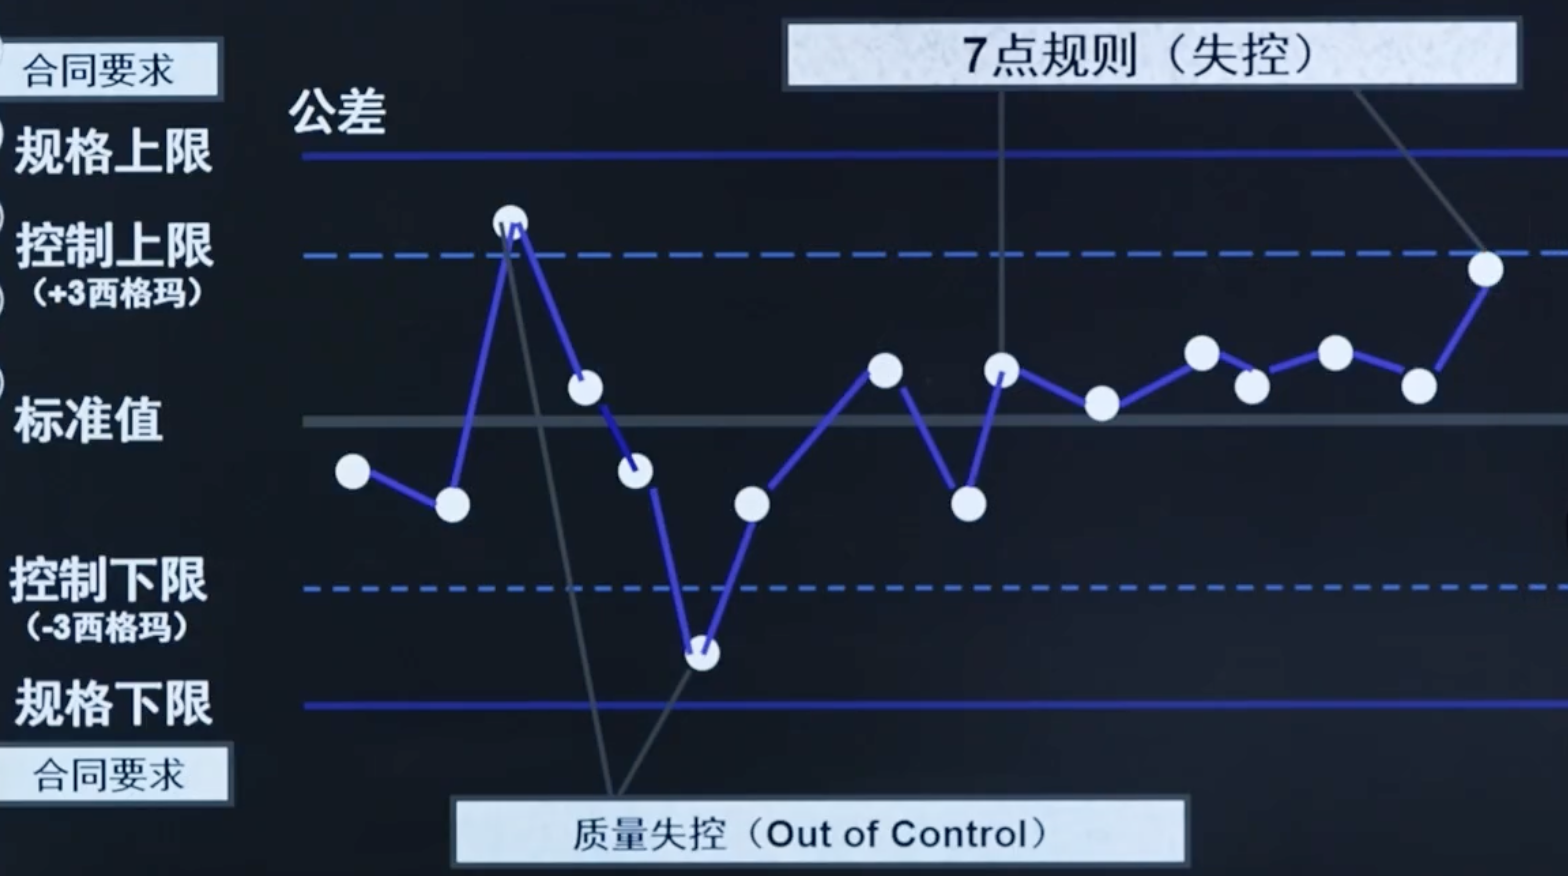 合同要求
7点规则（失控）
公差
规格上限
控制上限
（+3西格玛）
标准值
控制下限
（-3西格玛）
规格下限
合同要求
质量失控（Out of Control）